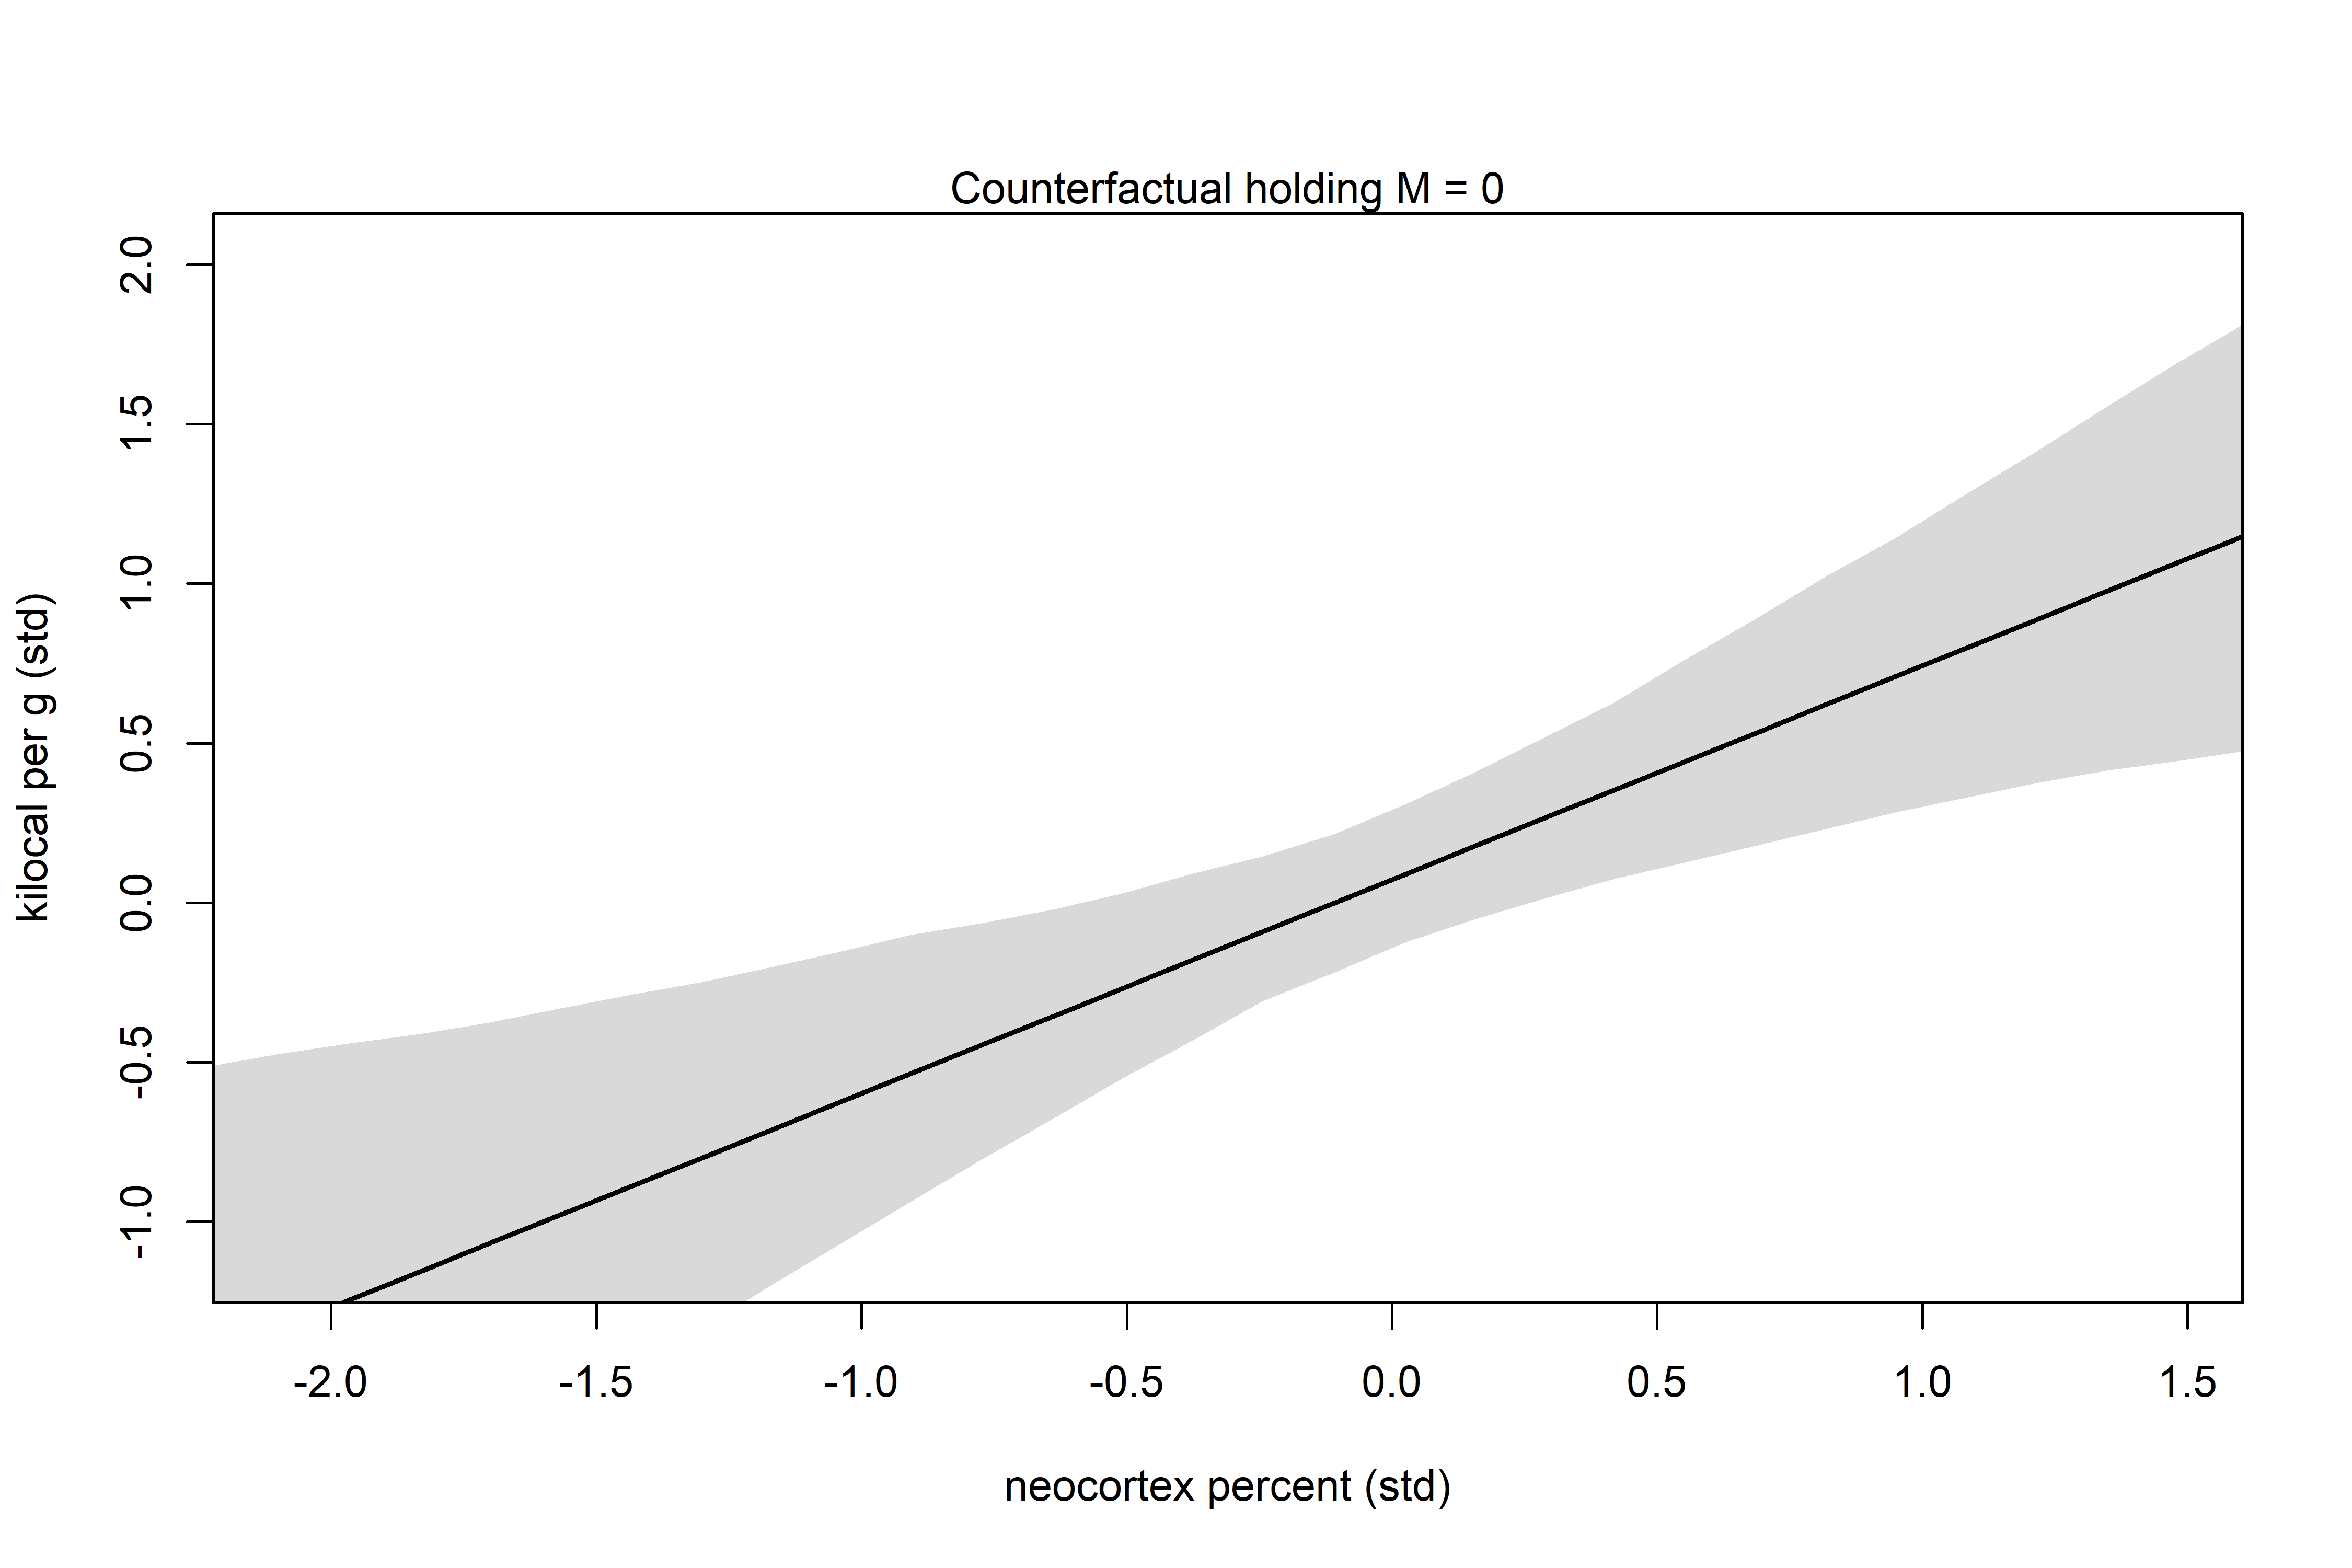 Counterfactual holding M = 0
kilocal per g (std)
2.0
1.5
1.0
0.5
0.0
-0.5
-1.0
-2.0 -1.5 -1.0 -0.5 0.0 0.5 1.0 1.5
neocortex percent (std)